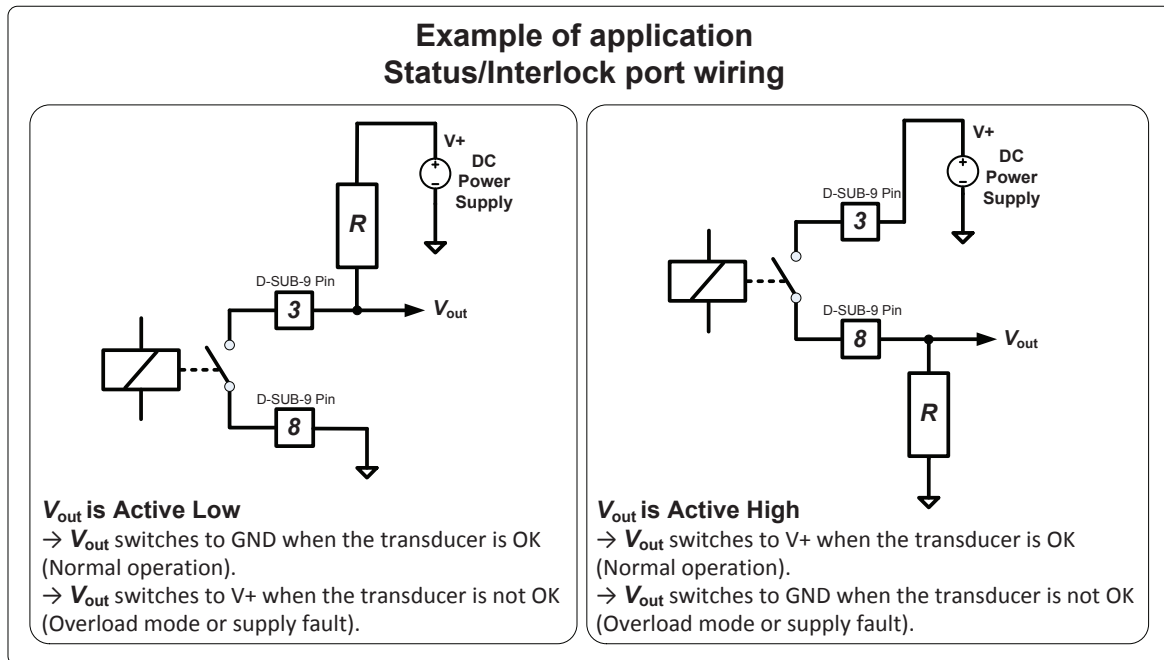 Example of application
Status/Interlock port wiring
V+
DC
Power
Supply
R
D-SUB-9 Pin
3
Vout
D-SUB-9 Pin
8
Vout is Active Low
→ Vout switches to GND when the transducer is OK
(Normal operation).
→ Vout switches to V+ when the transducer is not OK
(Overload mode or supply fault).
V+
DC
Power
Supply
D-SUB-9 Pin
3
D-SUB-9 Pin
8
Vout
R
Vout is Active High
→ Vout switches to V+ when the transducer is OK
(Normal operation).
→ Vout switches to GND when the transducer is not OK
(Overload mode or supply fault).